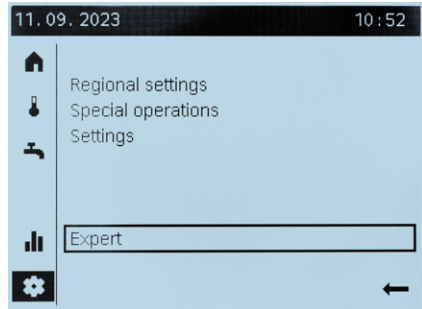 11.09.2023 10:52
Regional settings
Special operations
Settings
Expert